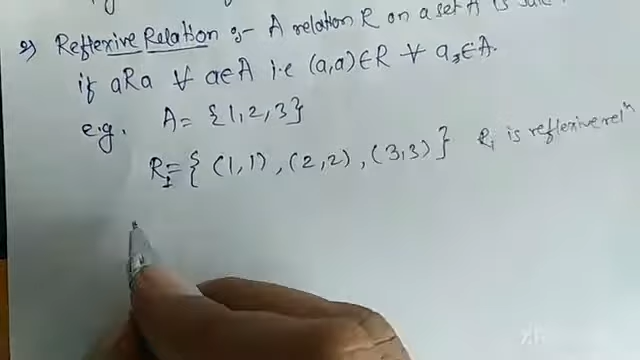 2) Reflexive Relation :- A relation R on a set A is
if aRa ∀ a∈A i.e (a,a)∈R ∀ a∈A.
e.g. A = {1,2,3}
R₁ = { (1,1), (2,2), (3,3) } R₁ is reflexive relⁿ